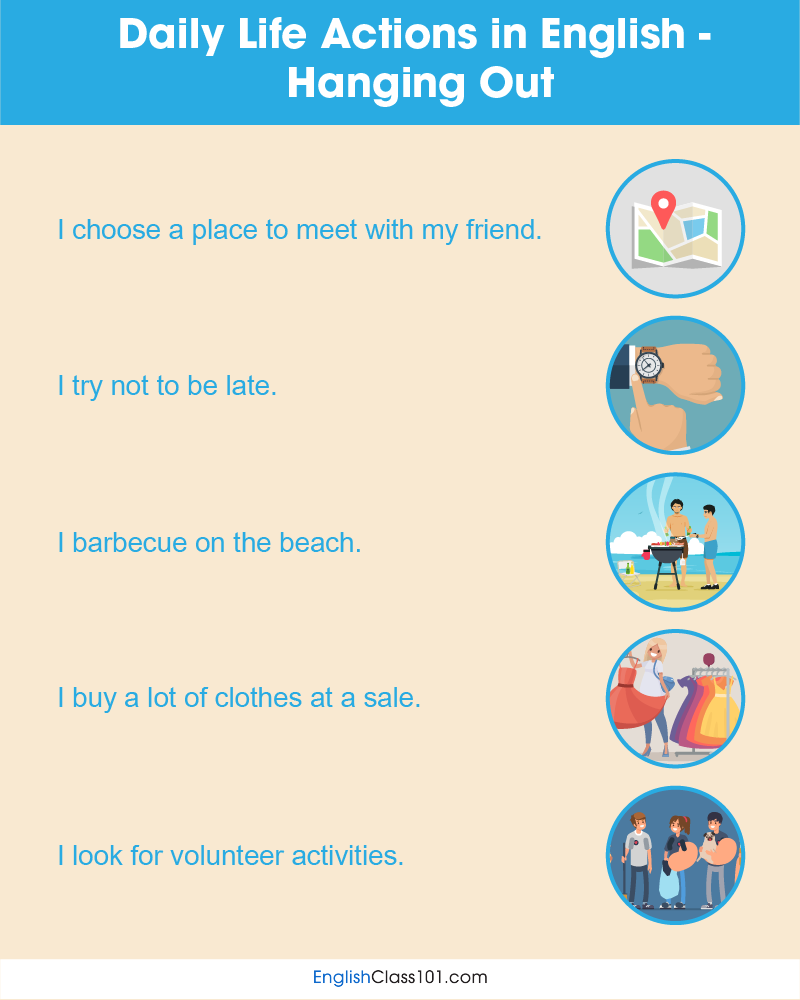 Daily Life Actions in English -
Hanging Out
I choose a place to meet with my friend.
I try not to be late.
I barbecue on the beach.
I buy a lot of clothes at a sale.
I look for volunteer activities.
EnglishClass101.com